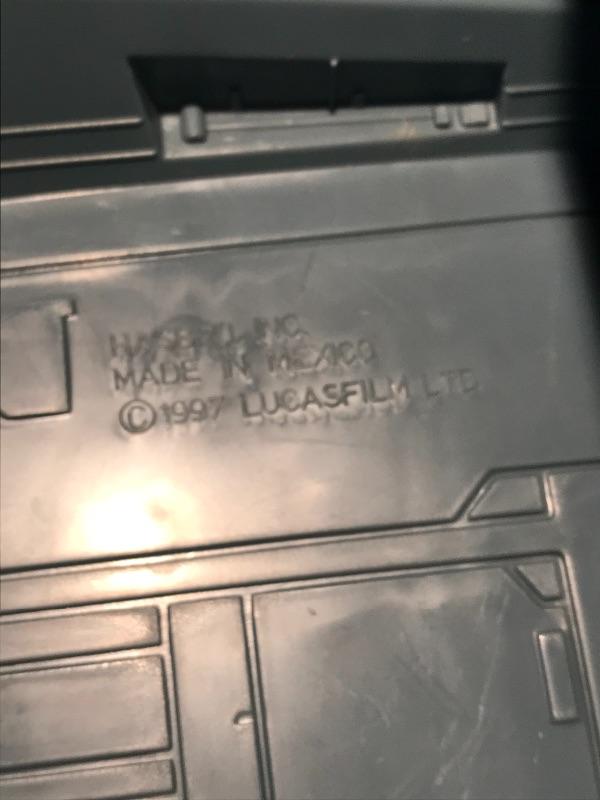 HASBRO, INC.
MADE IN MEXICO
© 1997 LUCASFILM LTD